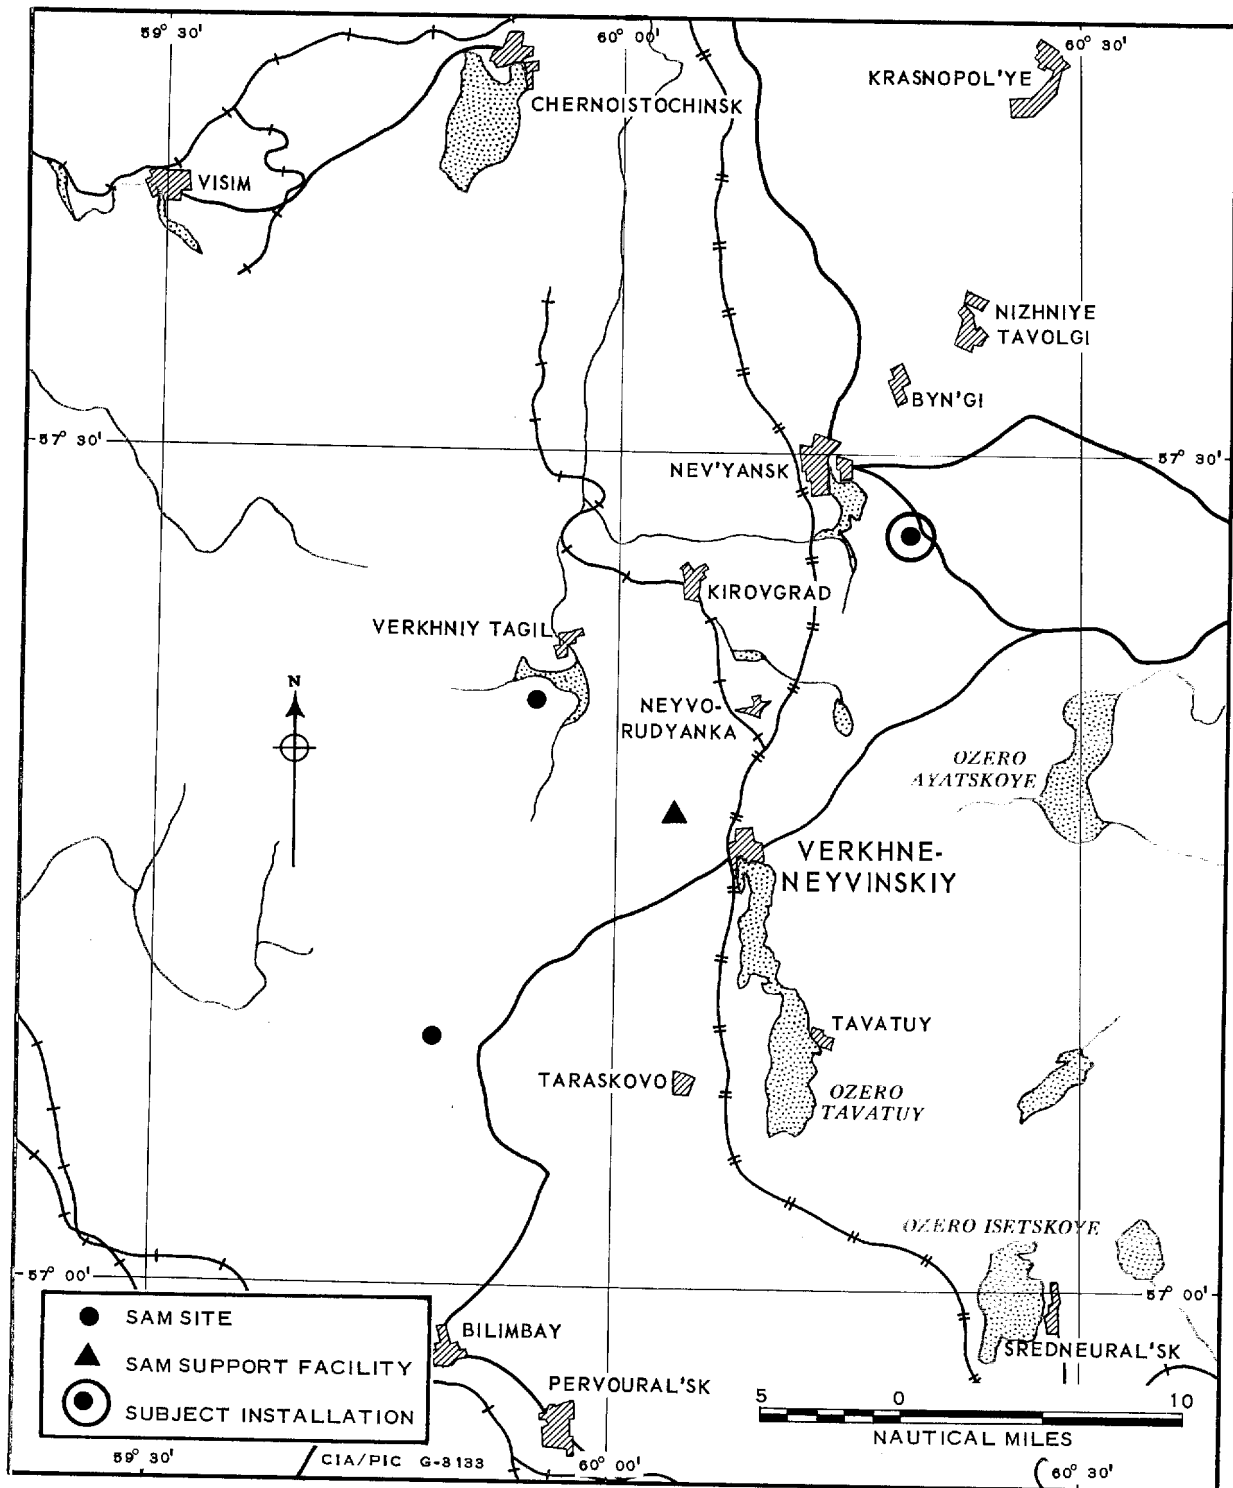 59° 30'
60° 00'
60° 30'
KRASNOPOL'YE
CHERNOISTOCHINSK
VISIM
NIZHNIYE
TAVOLGI
BYN'GI
57° 30'
57° 30'
NEV'YANSK
KIROVGRAD
VERKHNIY TAGIL
N
NEYVO-
RUDYANKA
OZERO
AYATSKOYE
VERKHNE-
NEYVINSKIY
TAVATUY
TARASKOVO
OZERO
TAVATUY
OZERO ISETSKOYE
57° 00'
57° 00'
SAM SITE
SAM SUPPORT FACILITY
SUBJECT INSTALLATION
BILIMBAY
SREDNEURAL'SK
PERVOURAL'SK
5 0 10
NAUTICAL MILES
59° 30'
CIA/PIC G-8133
60° 00'
60° 30'